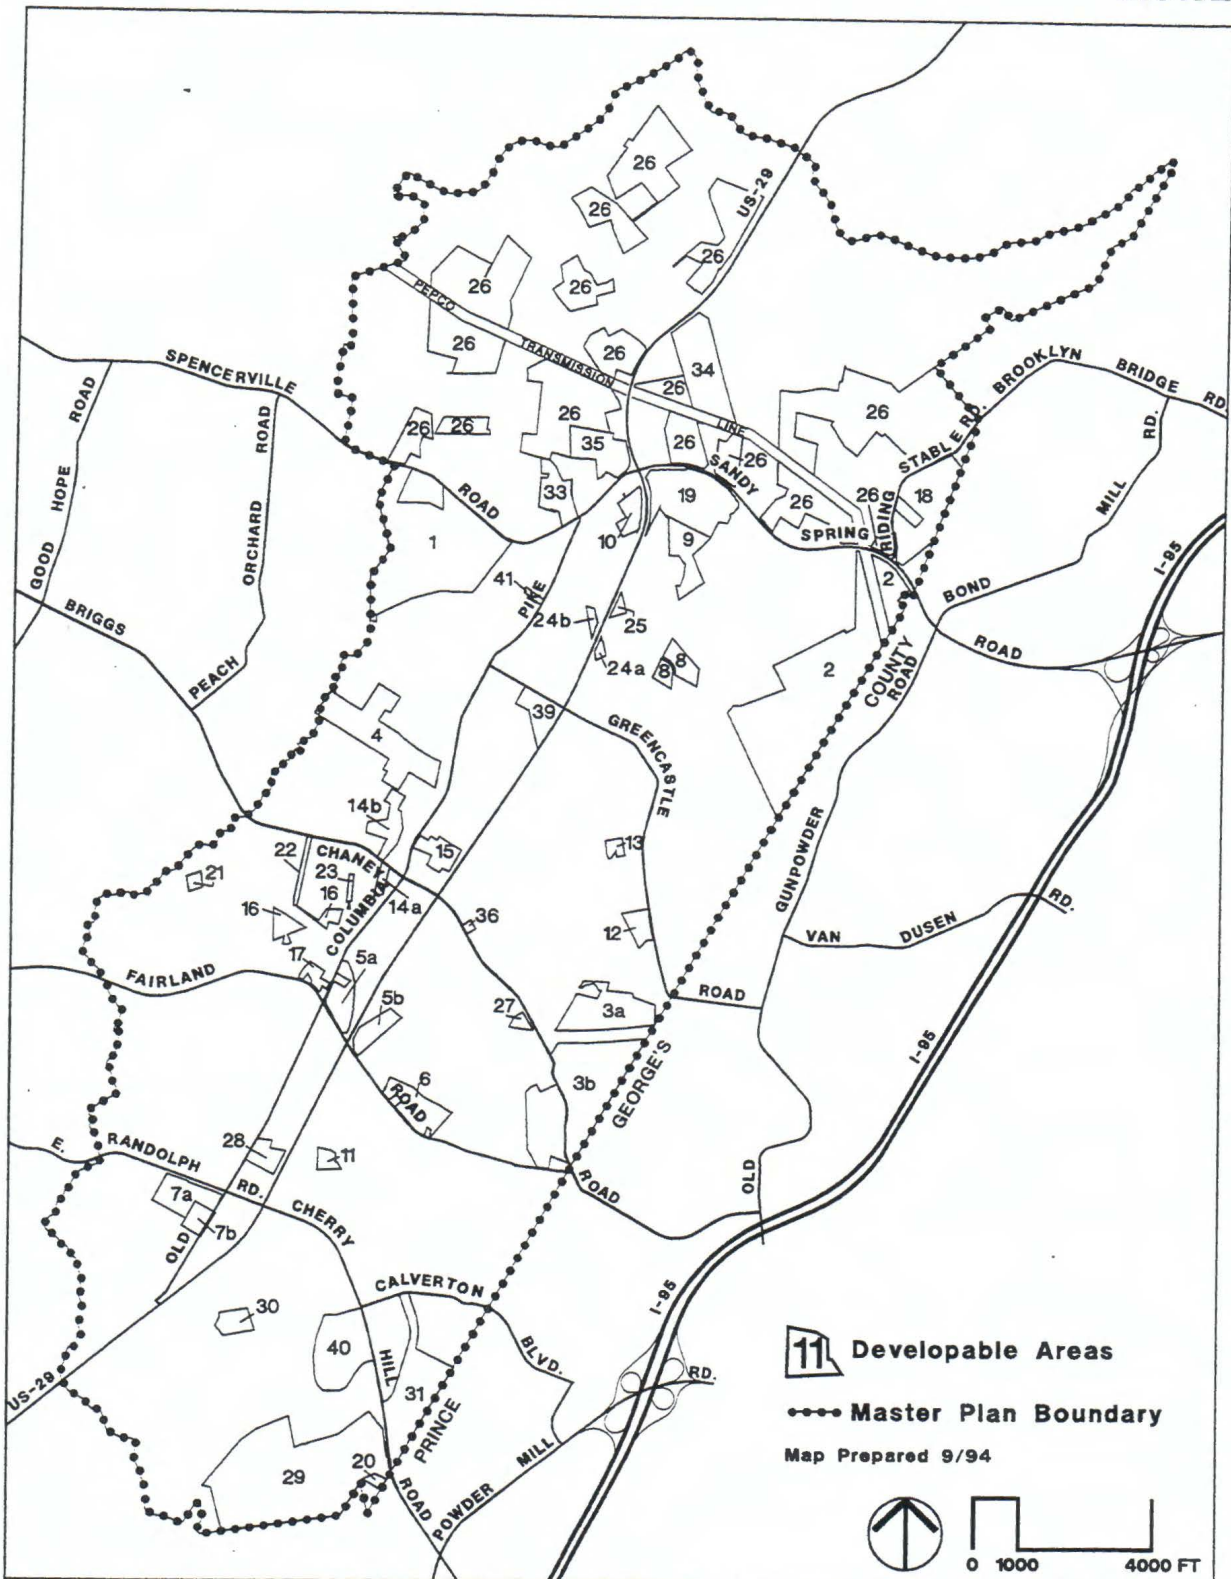 26
26
US-29
26
26
26
PEPCO
TRANSMISSION
LINE
26
26
34
26
SPENCERVILLE
ROAD
GOOD HOPE ROAD
PEACH ORCHARD ROAD
26
26
26
35
26
26
SANDY
SPRING
ROAD
26
BROOKLYN
BRIDGE
RD.
STABLE RD.
RIDING
MILL
RD.
BOND
33
19
10
9
26
26
18
1
41
PIKE
24b
25
24a
8
8
2
2
I-95
BRIGGS
CHANEY
COUNTY
ROAD
39
GREENCASTLE
ROAD
4
14b
15
13
22
23
16
21
16
14a
COLUMBIA
36
12
GUNPOWDER
VAN
DUSEN
RD.
FAIRLAND
ROAD
17
5a
5b
27
3a
3b
6
GEORGE'S
I-95
ROAD
OLD
E.
RANDOLPH
RD.
28
11
7a
7b
OLD
CHERRY
HILL
ROAD
CALVERTON
BLVD.
30
40
31
PRINCE
I-95
US-29
29
20
POWDER
MILL
RD.
11 Developable Areas
Master Plan Boundary
Map Prepared 9/94
0 1000 4000 FT